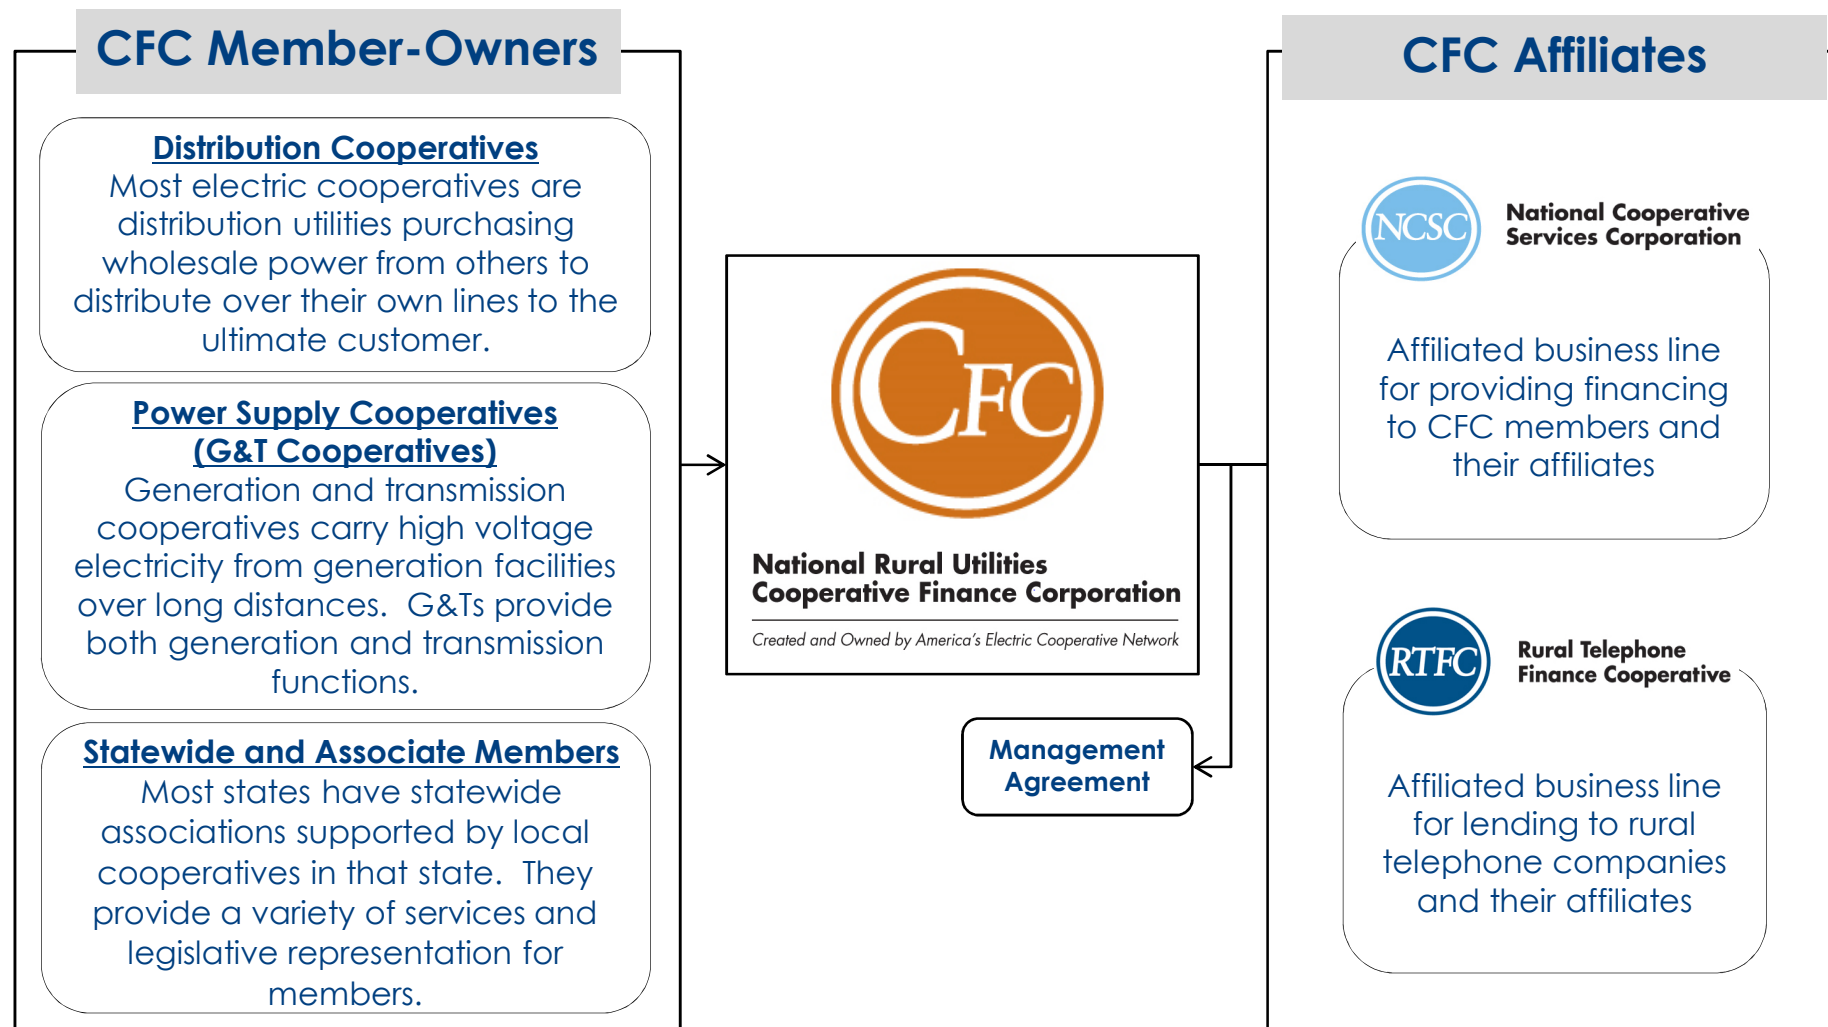 CFC Member-Owners
Distribution Cooperatives
Most electric cooperatives are
distribution utilities purchasing
wholesale power from others to
distribute over their own lines to the
ultimate customer.
Power Supply Cooperatives
(G&T Cooperatives)
Generation and transmission
cooperatives carry high voltage
electricity from generation facilities
over long distances.  G&Ts provide
both generation and transmission
functions.
Statewide and Associate Members
Most states have statewide
associations supported by local
cooperatives in that state.  They
provide a variety of services and
legislative representation for
members.
CFC
National Rural Utilities
Cooperative Finance Corporation
Created and Owned by America's Electric Cooperative Network
Management
Agreement
CFC Affiliates
NCSC
National Cooperative
Services Corporation
Affiliated business line
for providing financing
to CFC members and
their affiliates
RTFC
Rural Telephone
Finance Cooperative
Affiliated business line
for lending to rural
telephone companies
and their affiliates